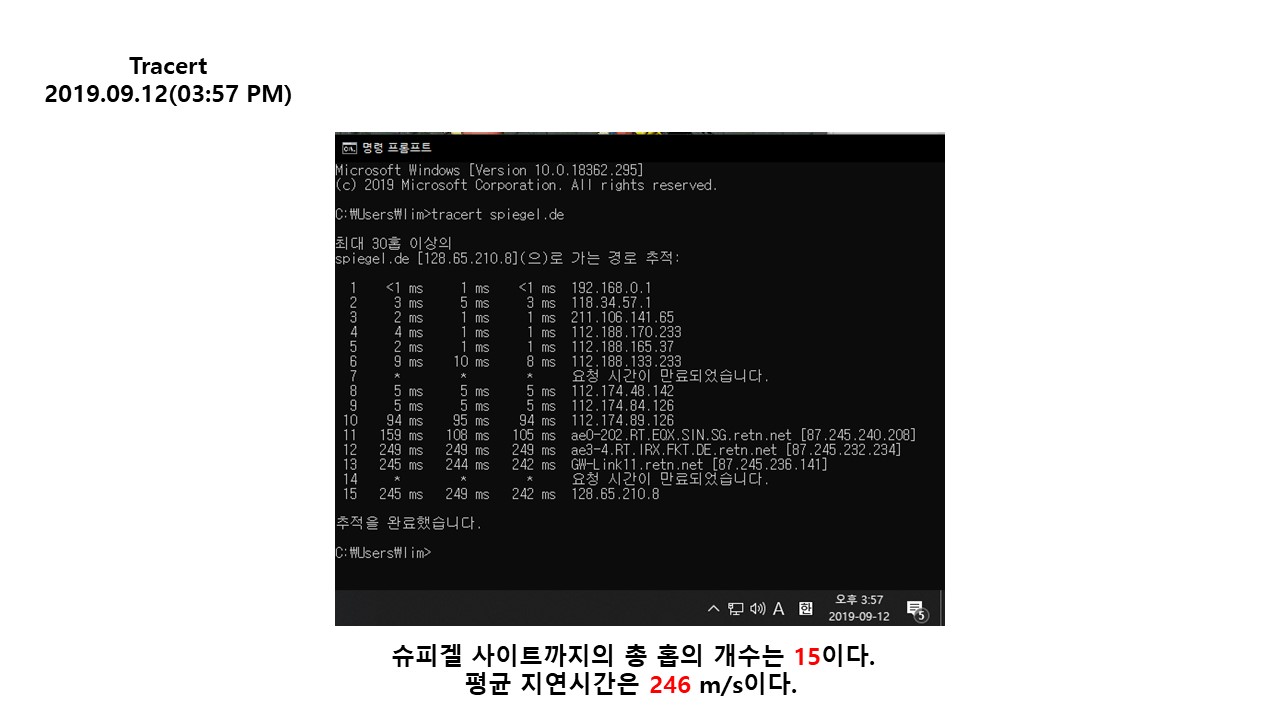 Tracert
2019.09.12(03:57 PM)
명령 프롬프트
Microsoft Windows [Version 10.0.18362.295]
(c) 2019 Microsoft Corporation. All rights reserved.
C:₩Users₩lim>tracert spiegel.de
최대 30홉 이상의
spiegel.de [128.65.210.8](으)로 가는 경로 추적:
1 <1 ms 1 ms <1 ms 192.168.0.1
2 3 ms 5 ms 3 ms 118.34.57.1
3 2 ms 1 ms 1 ms 211.106.141.65
4 4 ms 1 ms 1 ms 112.188.170.233
5 2 ms 1 ms 1 ms 112.188.165.37
6 9 ms 10 ms 8 ms 112.188.133.233
7 * * * 요청 시간이 만료되었습니다.
8 5 ms 5 ms 5 ms 112.174.48.142
9 5 ms 5 ms 5 ms 112.174.84.126
10 94 ms 95 ms 94 ms 112.174.89.126
11 159 ms 108 ms 105 ms ae0-202.RT.EQX.SIN.SG.retn.net [87.245.240.208]
12 249 ms 249 ms 249 ms ae3-4.RT.IRX.FKT.DE.retn.net [87.245.232.234]
13 245 ms 244 ms 242 ms GW-Link11.retn.net [87.245.236.141]
14 * * * 요청 시간이 만료되었습니다.
15 245 ms 249 ms 242 ms 128.65.210.8
추적을 완료했습니다.
C:₩Users₩lim>
A 한 오후 3:57
2019-09-12 5
슈피겔 사이트까지의 총 홉의 개수는 15이다.
평균 지연시간은 246 m/s이다.